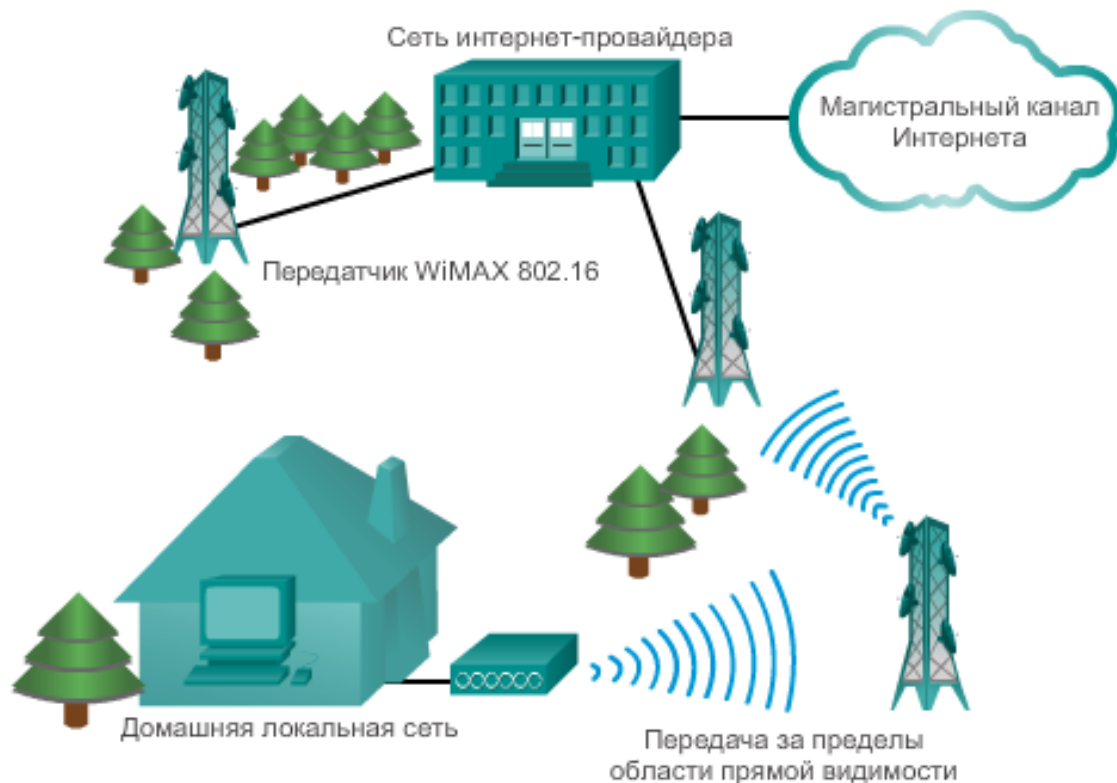 Сеть интернет-провайдера
Магистральный канал
Интернета
Передатчик WiMAX 802.16
Домашняя локальная сеть
Передача за пределы
области прямой видимости